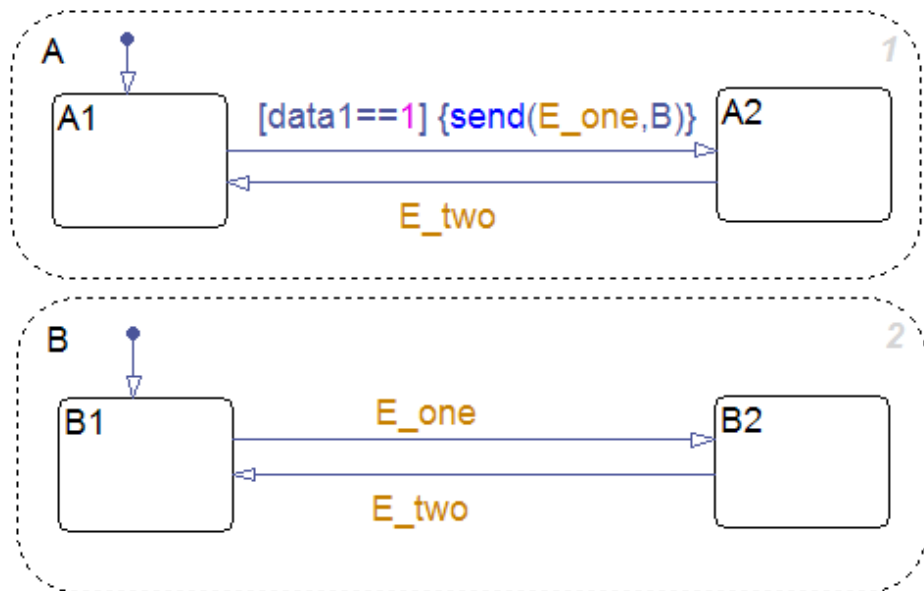 A
1
A1
[data1==1] {send(E_one,B)}
A2
E_two
B
2
B1
E_one
B2
E_two